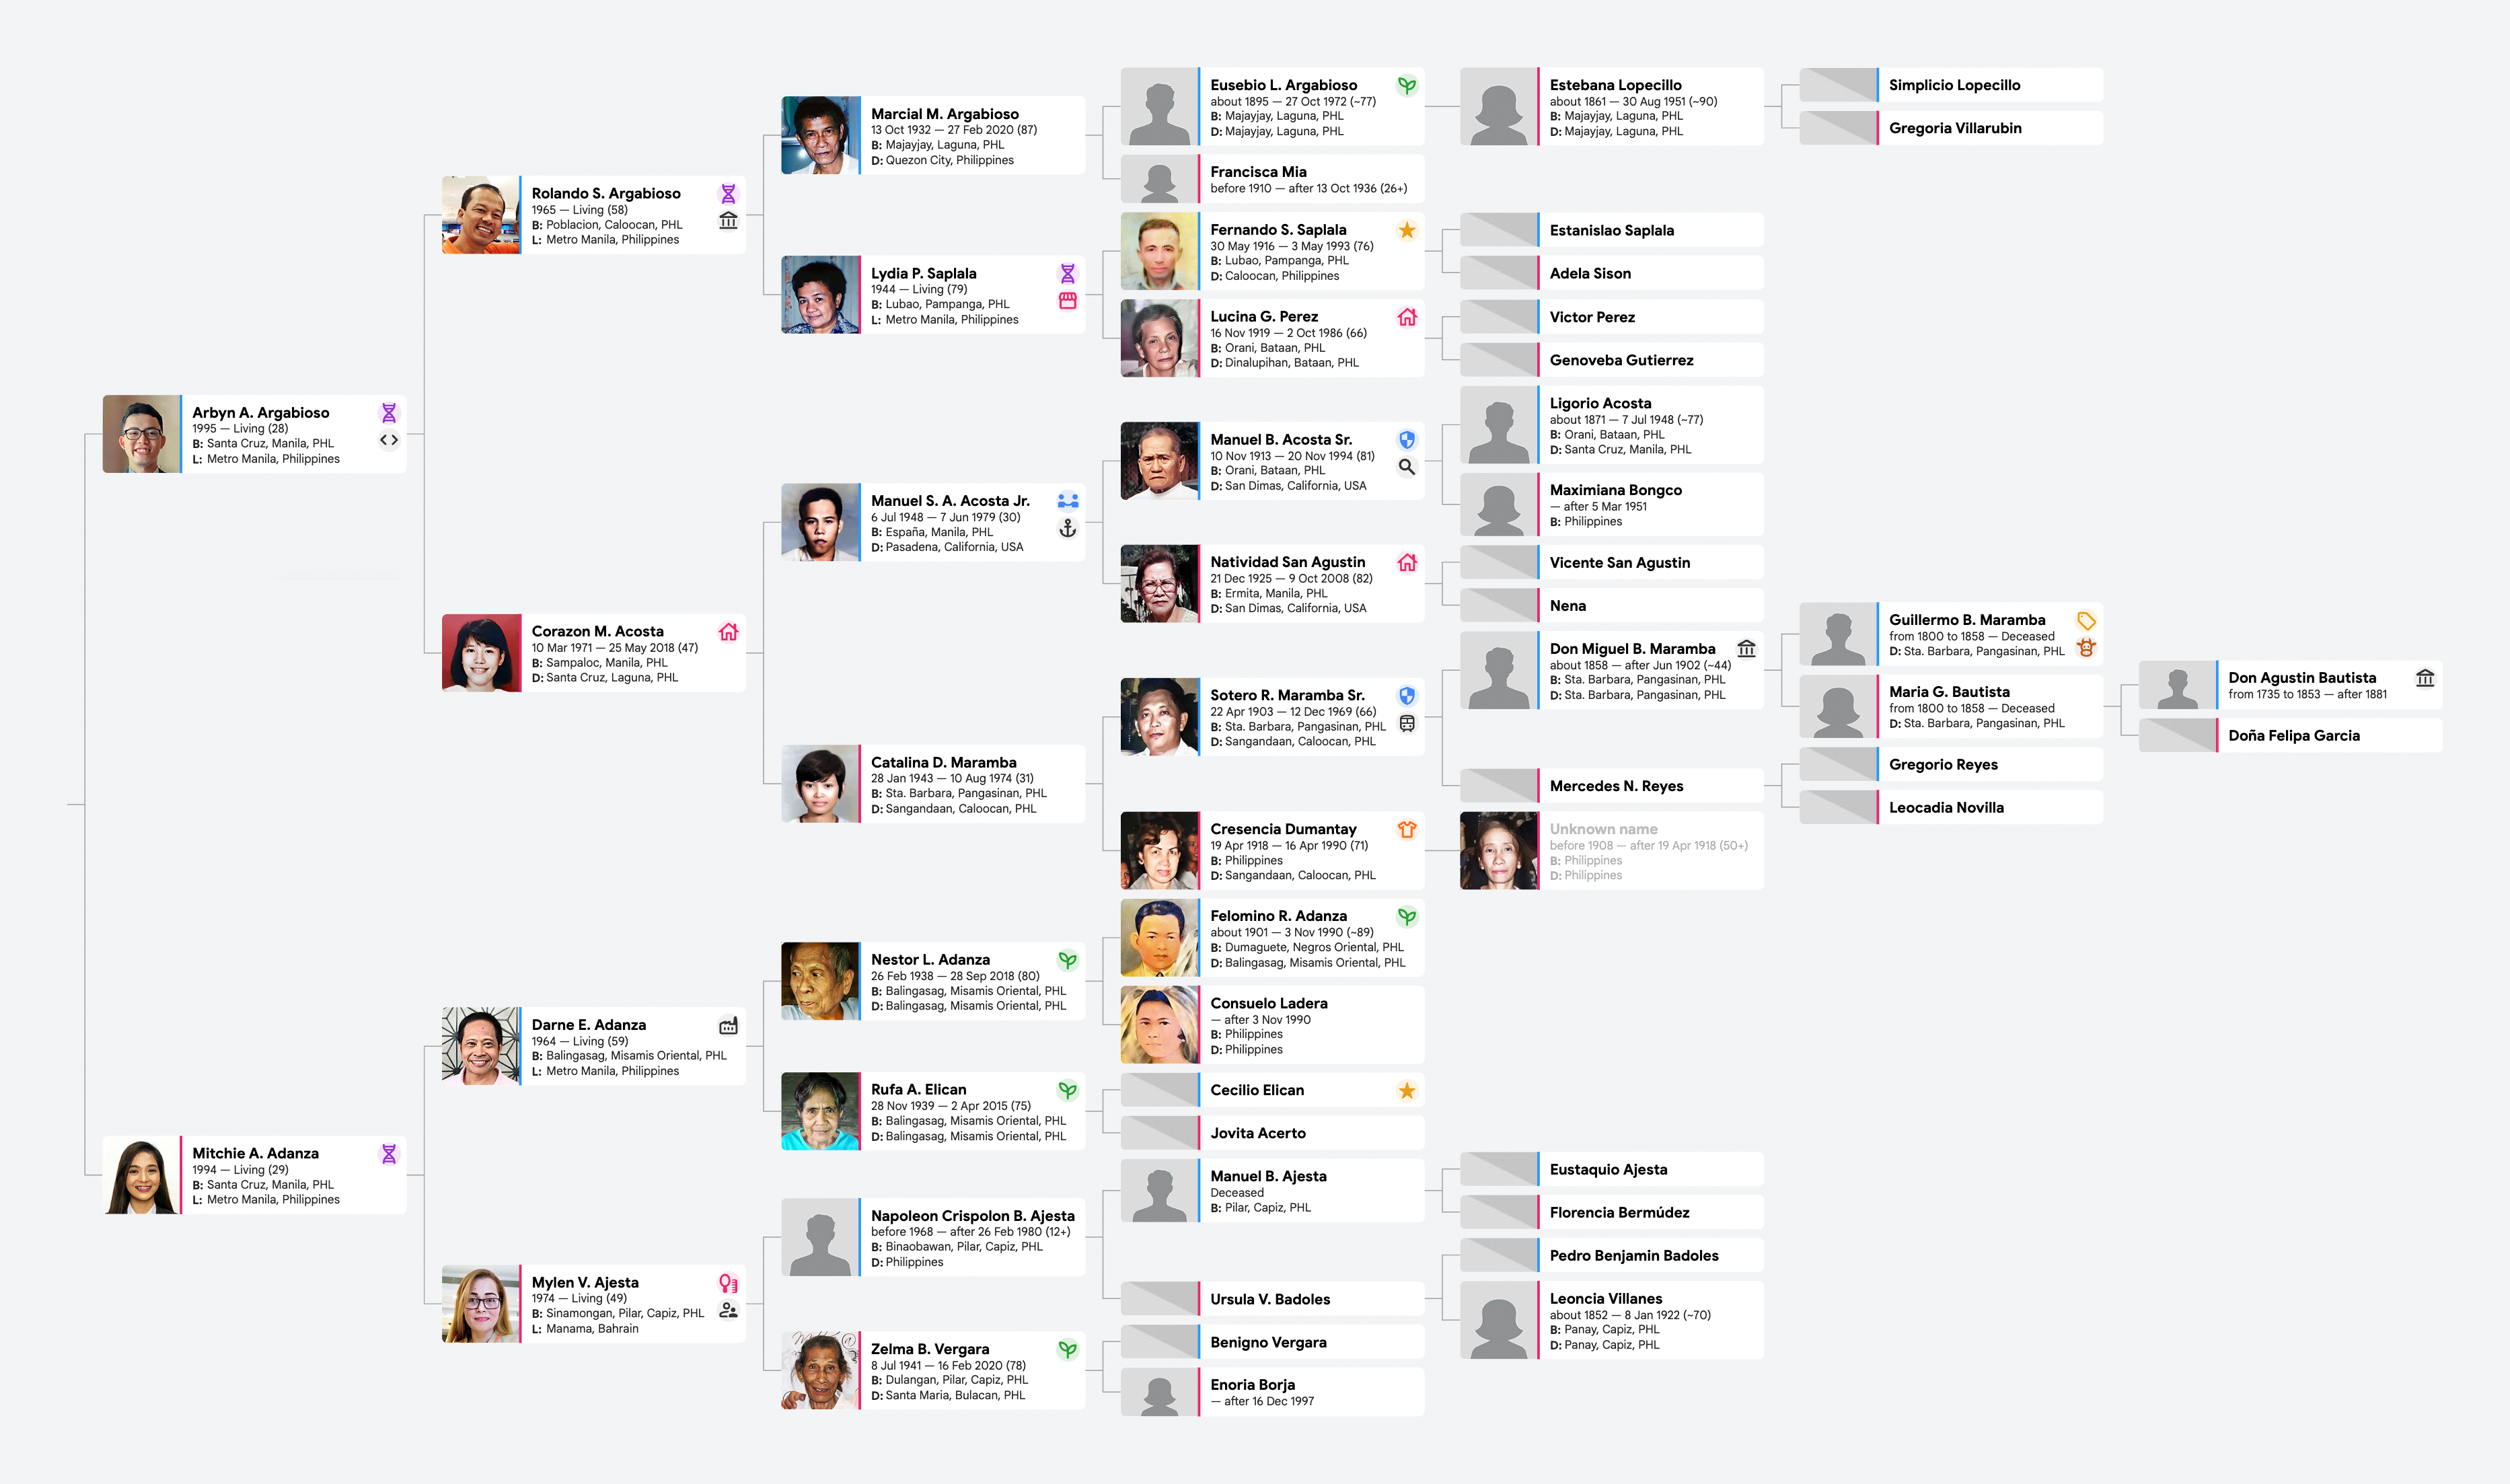 Arbyn A. Argabioso
1995 — Living (28)
B: Santa Cruz, Manila, PHL
L: Metro Manila, Philippines
Mitchie A. Adanza
1994 — Living (29)
B: Santa Cruz, Manila, PHL
L: Metro Manila, Philippines
Rolando S. Argabioso
1965 — Living (58)
B: Poblacion, Caloocan, PHL
L: Metro Manila, Philippines
Corazon M. Acosta
10 Mar 1971 — 25 May 2018 (47)
B: Sampaloc, Manila, PHL
D: Santa Cruz, Laguna, PHL
Darne E. Adanza
1964 — Living (59)
B: Balingasag, Misamis Oriental, PHL
L: Metro Manila, Philippines
Mylen V. Ajesta
1974 — Living (49)
B: Sinamongan, Pilar, Capiz, PHL
L: Manama, Bahrain
Marcial M. Argabioso
13 Oct 1932 — 27 Feb 2020 (87)
B: Majayjay, Laguna, PHL
D: Quezon City, Philippines
Lydia P. Saplala
1944 — Living (79)
B: Lubao, Pampanga, PHL
L: Metro Manila, Philippines
Manuel S. A. Acosta Jr.
6 Jul 1948 — 7 Jun 1979 (30)
B: España, Manila, PHL
D: Pasadena, California, USA
Catalina D. Maramba
28 Jan 1943 — 10 Aug 1974 (31)
B: Sta. Barbara, Pangasinan, PHL
D: Sangandaan, Caloocan, PHL
Nestor L. Adanza
26 Feb 1938 — 28 Sep 2018 (80)
B: Balingasag, Misamis Oriental, PHL
D: Balingasag, Misamis Oriental, PHL
Rufa A. Elican
28 Nov 1939 — 2 Apr 2015 (75)
B: Balingasag, Misamis Oriental, PHL
D: Balingasag, Misamis Oriental, PHL
Napoleon Crispolon B. Ajesta
before 1968 — after 26 Feb 1980 (12+)
B: Binaobawan, Pilar, Capiz, PHL
D: Philippines
Zelma B. Vergara
8 Jul 1941 — 16 Feb 2020 (78)
B: Dulangan, Pilar, Capiz, PHL
D: Santa Maria, Bulacan, PHL
Eusebio L. Argabioso
about 1895 — 27 Oct 1972 (~77)
B: Majayjay, Laguna, PHL
D: Majayjay, Laguna, PHL
Francisca Mia
before 1910 — after 13 Oct 1936 (26+)
Fernando S. Saplala
30 May 1916 — 3 May 1993 (76)
B: Lubao, Pampanga, PHL
D: Caloocan, Philippines
Lucina G. Perez
16 Nov 1919 — 2 Oct 1986 (66)
B: Orani, Bataan, PHL
D: Dinalupihan, Bataan, PHL
Manuel B. Acosta Sr.
10 Nov 1913 — 20 Nov 1994 (81)
B: Orani, Bataan, PHL
D: San Dimas, California, USA
Natividad San Agustin
21 Dec 1925 — 9 Oct 2008 (82)
B: Ermita, Manila, PHL
D: San Dimas, California, USA
Sotero R. Maramba Sr.
22 Apr 1903 — 12 Dec 1969 (66)
B: Sta. Barbara, Pangasinan, PHL
D: Sangandaan, Caloocan, PHL
Cresencia Dumantay
19 Apr 1918 — 16 Apr 1990 (71)
B: Philippines
D: Sangandaan, Caloocan, PHL
Felomino R. Adanza
about 1901 — 3 Nov 1990 (~89)
B: Dumaguete, Negros Oriental, PHL
D: Balingasag, Misamis Oriental, PHL
Consuelo Ladera
— after 3 Nov 1990
B: Philippines
D: Philippines
Cecilio Elican
Jovita Acerto
Manuel B. Ajesta
Deceased
B: Pilar, Capiz, PHL
Ursula V. Badoles
Benigno Vergara
Enoria Borja
— after 16 Dec 1997
Estebana Lopecillo
about 1861 — 30 Aug 1951 (~90)
B: Majayjay, Laguna, PHL
D: Majayjay, Laguna, PHL
Estanislao Saplala
Adela Sison
Victor Perez
Genoveba Gutierrez
Ligorio Acosta
about 1871 — 7 Jul 1948 (~77)
B: Orani, Bataan, PHL
D: Santa Cruz, Manila, PHL
Maximiana Bongco
— after 5 Mar 1951
B: Philippines
Vicente San Agustin
Nena
Don Miguel B. Maramba
about 1858 — after Jun 1902 (~44)
B: Sta. Barbara, Pangasinan, PHL
D: Sta. Barbara, Pangasinan, PHL
Mercedes N. Reyes
Unknown name
before 1908 — after 19 Apr 1918 (50+)
B: Philippines
D: Philippines
Eustaquio Ajesta
Florencia Bermúdez
Pedro Benjamin Badoles
Leoncia Villanes
about 1852 — 8 Jan 1922 (~70)
B: Panay, Capiz, PHL
D: Panay, Capiz, PHL
Simplicio Lopecillo
Gregoria Villarubin
Guillermo B. Maramba
from 1800 to 1858 — Deceased
D: Sta. Barbara, Pangasinan, PHL
Maria G. Bautista
from 1800 to 1858 — Deceased
D: Sta. Barbara, Pangasinan, PHL
Gregorio Reyes
Leocadia Novilla
Don Agustin Bautista
from 1735 to 1853 — after 1881
Doña Felipa Garcia